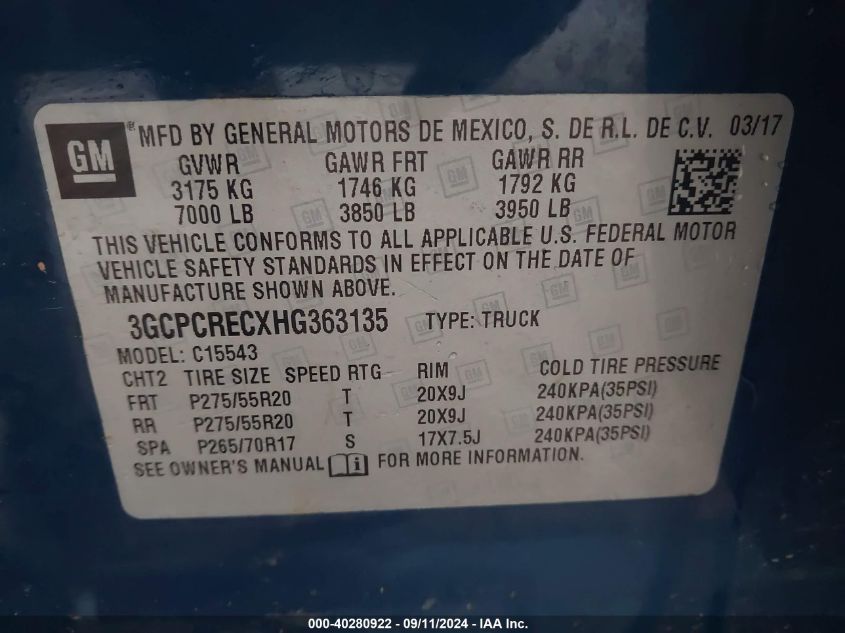 GM ® MFD BY GENERAL MOTORS DE MEXICO, S. DE R.L. DE C.V. 03/17
GVWR GAWR FRT GAWR RR
3175 KG 1746 KG 1792 KG
7000 LB 3850 LB 3950 LB
THIS VEHICLE CONFORMS TO ALL APPLICABLE U.S. FEDERAL MOTOR
VEHICLE SAFETY STANDARDS IN EFFECT ON THE DATE OF
MANUFACTURE SHOWN ABOVE.
3GCPCRECXHG363135 TYPE: TRUCK
MODEL: C15543
CHT2 TIRE SIZE SPEED RTG RIM COLD TIRE PRESSURE
FRT P275/55R20 T 20X9J 240KPA(35PSI)
RR P275/55R20 T 20X9J 240KPA(35PSI)
SPA P265/70R17 S 17X7.5J 240KPA(35PSI)
SEE OWNER'S MANUAL i FOR MORE INFORMATION.
000-40280922 - 09/11/2024 - IAA Inc.